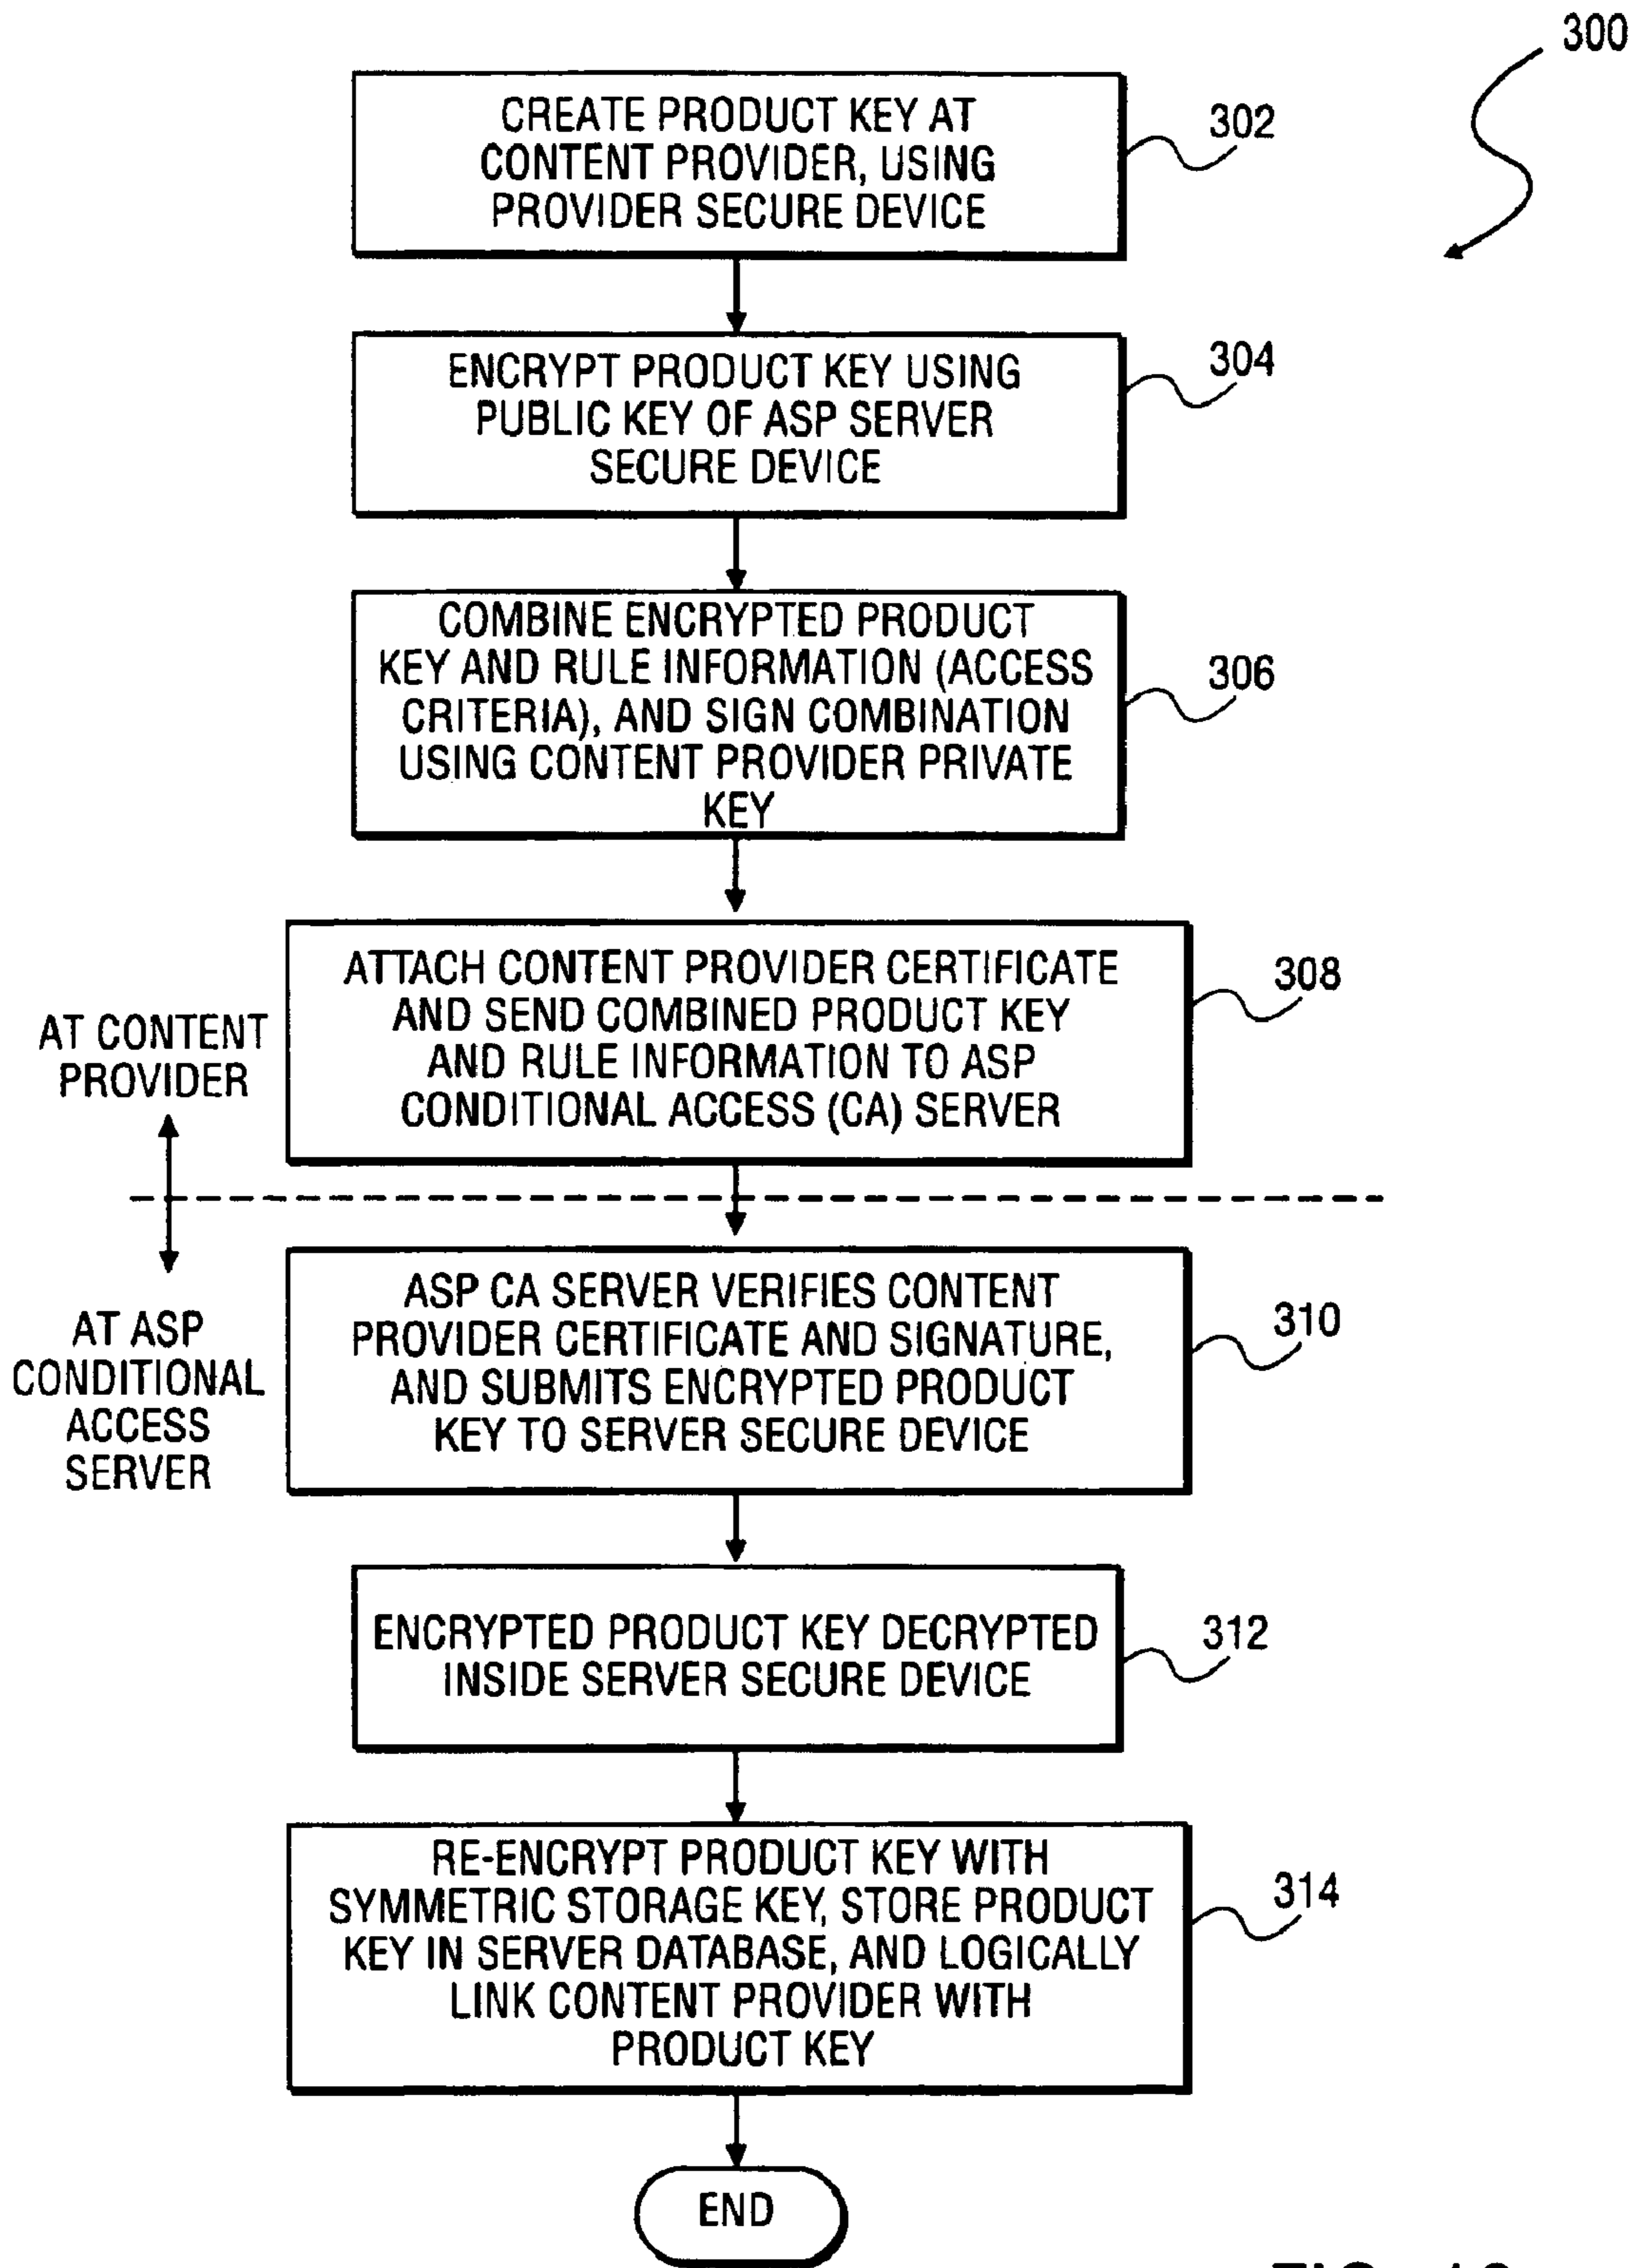 300
CREATE PRODUCT KEY AT
CONTENT PROVIDER, USING
PROVIDER SECURE DEVICE
302
ENCRYPT PRODUCT KEY USING
PUBLIC KEY OF ASP SERVER
SECURE DEVICE
304
COMBINE ENCRYPTED PRODUCT
KEY AND RULE INFORMATION (ACCESS
CRITERIA), AND SIGN COMBINATION
USING CONTENT PROVIDER PRIVATE
KEY
306
ATTACH CONTENT PROVIDER CERTIFICATE
AND SEND COMBINED PRODUCT KEY
AND RULE INFORMATION TO ASP
CONDITIONAL ACCESS (CA) SERVER
308
AT CONTENT
PROVIDER
AT ASP
CONDITIONAL
ACCESS
SERVER
ASP CA SERVER VERIFIES CONTENT
PROVIDER CERTIFICATE AND SIGNATURE,
AND SUBMITS ENCRYPTED PRODUCT
KEY TO SERVER SECURE DEVICE
310
ENCRYPTED PRODUCT KEY DECRYPTED
INSIDE SERVER SECURE DEVICE
312
RE-ENCRYPT PRODUCT KEY WITH
SYMMETRIC STORAGE KEY, STORE PRODUCT
KEY IN SERVER DATABASE, AND LOGICALLY
LINK CONTENT PROVIDER WITH
PRODUCT KEY
314
END